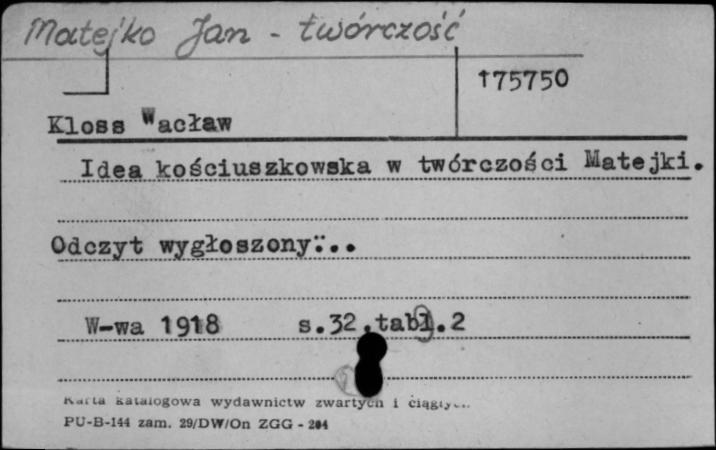 Matejko Jan - twórczość
175750
Kloss Wacław
Idea kościuszkowska w twórczości Matejki.
Odczyt wygłoszony...
W-wa 1918 s.32, tabl.2
Karta katalogowa wydawnictw zwartych i ciągłych
PU-B-144 zam. 29/DW/On ZGG - 204